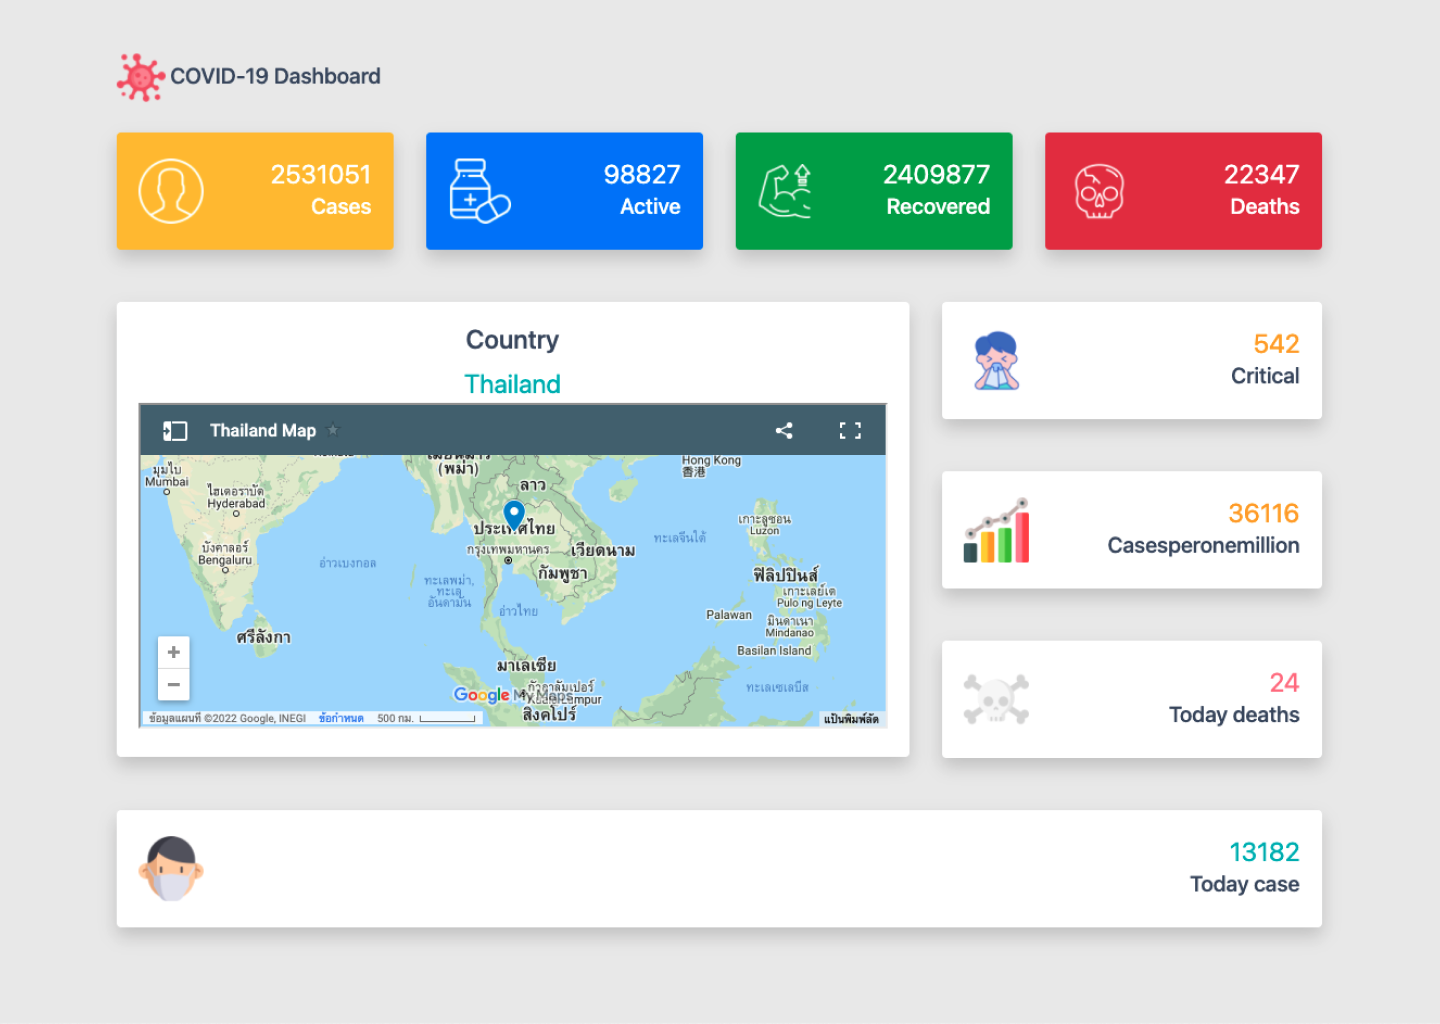 COVID-19 Dashboard
2531051
Cases
98827
Active
2409877
Recovered
22347
Deaths
Country
Thailand
Thailand Map
542
Critical
36116
Casesperonemillion
24
Today deaths
13182
Today case
(พม่า)
Hong Kong
香港
มุมไบ
Mumbai
ไฮเดอราบัด
Hyderabad
ลาว
ประเทศไทย
กรุงเทพมหานคร
เวียดนาม
ทะเลจีนใต้
เกาะลูซอน
Luzon
บังคาลอร์
Bengaluru
อ่าวเบงกอล
ทะเลพม่า,
ทะเล
อันดามัน
กัมพูชา
อ่าวไทย
ฟิลิปปินส์
เกาะเลย์เต
Pulo ng Leyte
Palawan
มินดาเนา
Mindanao
Basilan Island
ศรีลังกา
มาเลเซีย
ทะเลเซเลบีส
กัวลาลัมเปอร์
Kuala Lumpur
Google My Maps
สิงคโปร์
+
−
ข้อมูลแผนที่ ©2022 Google, INEGI ข้อกำหนด 500 กม.
แป้นพิมพ์ลัด